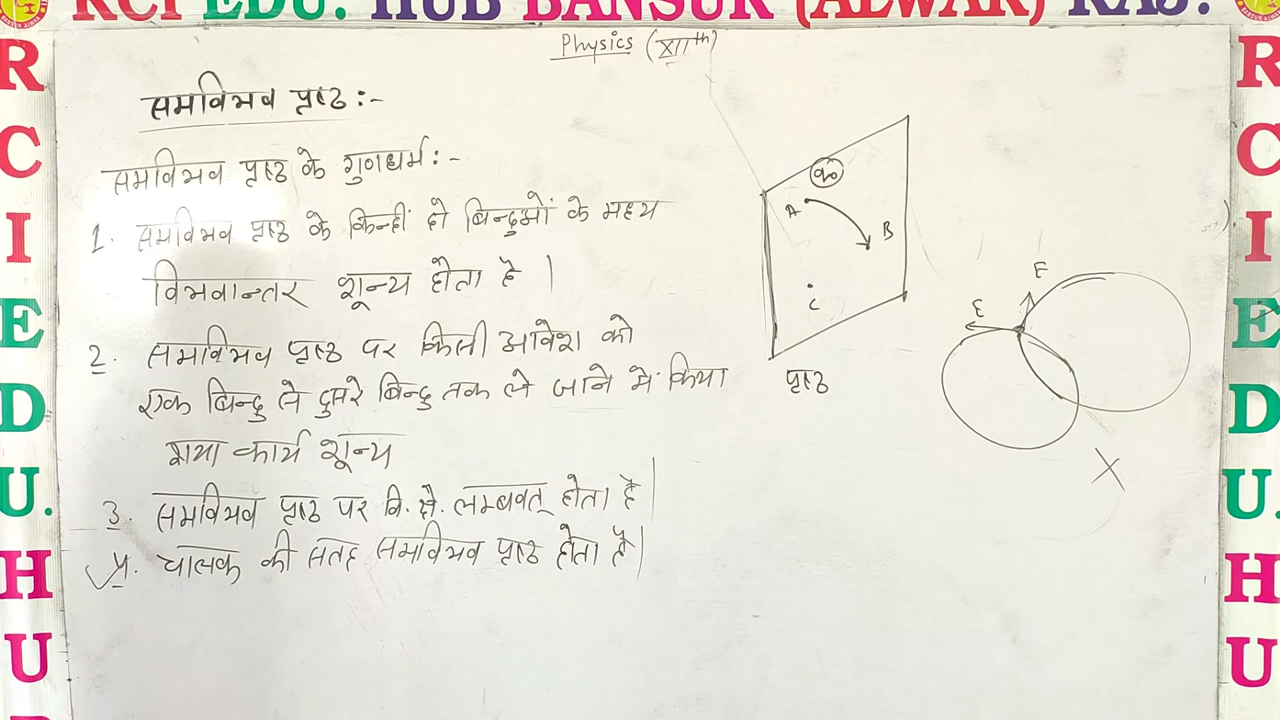 RCI EDU. HUB BANSUR (ALWAR) RAJ.
Physics (XIIth)
समविभव पृष्ठ :-
समविभव पृष्ठ के गुणधर्म :-
1. समविभव पृष्ठ के किन्हीं दो बिन्दुओं के मध्य
विभवान्तर शून्य होता है |
2. समविभव पृष्ठ पर किसी आवेश को
एक बिन्दु से दुसरे बिन्दु तक ले जाने में किया
गया कार्य शून्य
3. समविभव पृष्ठ पर वि. क्षे. लम्बवत् होता है |
4. चालक की सतह समविभव पृष्ठ होता है |
q₀
A
B
C
पृष्ठ
E
E
X
R
C
I
E
D
U.
H
U
R
C
I
E
D
U.
H
U